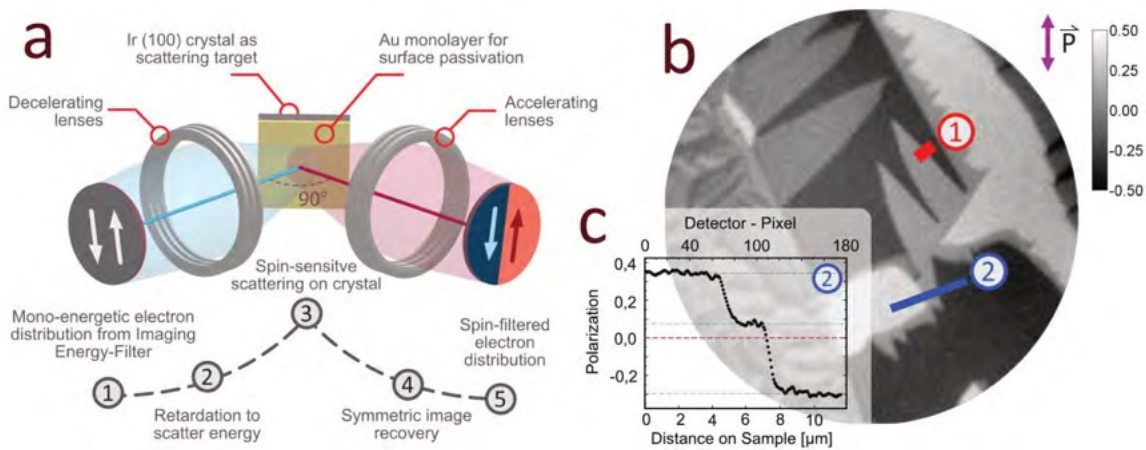 a
Ir (100) crystal as
scattering target
Au monolayer for
surface passivation
Decelerating
lenses
Accelerating
lenses
90°
Spin-sensitve
scattering on crystal
Mono-energetic electron
distribution from Imaging
Energy-Filter
Spin-filtered
electron
distribution
1
2
3
4
5
Retardation to
scatter energy
Symmetric image
recovery
b
P
0.50
0.25
0.00
-0.25
-0.50
1
2
c
Detector - Pixel
0 40 80 100 180
2
0,4
0,2
0,0
-0,2
Polarization
0 2 4 6 8 10
Distance on Sample [µm]